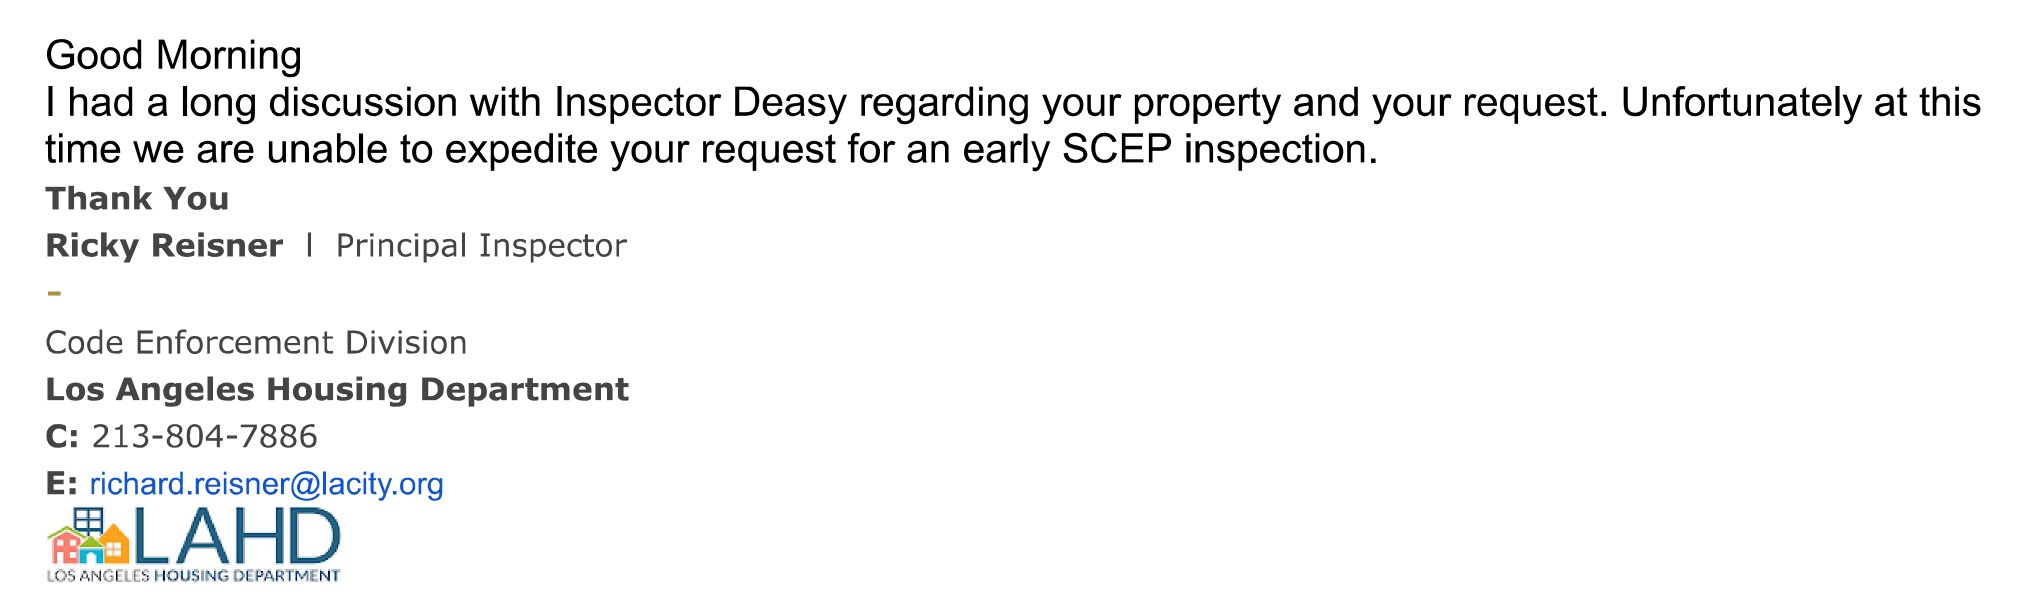 Good Morning
I had a long discussion with Inspector Deasy regarding your property and your request. Unfortunately at this
time we are unable to expedite your request for an early SCEP inspection.
Thank You
Ricky Reisner l Principal Inspector
-
Code Enforcement Division
Los Angeles Housing Department
C: 213-804-7886
E: richard.reisner@lacity.org
LAHD
LOS ANGELES HOUSING DEPARTMENT